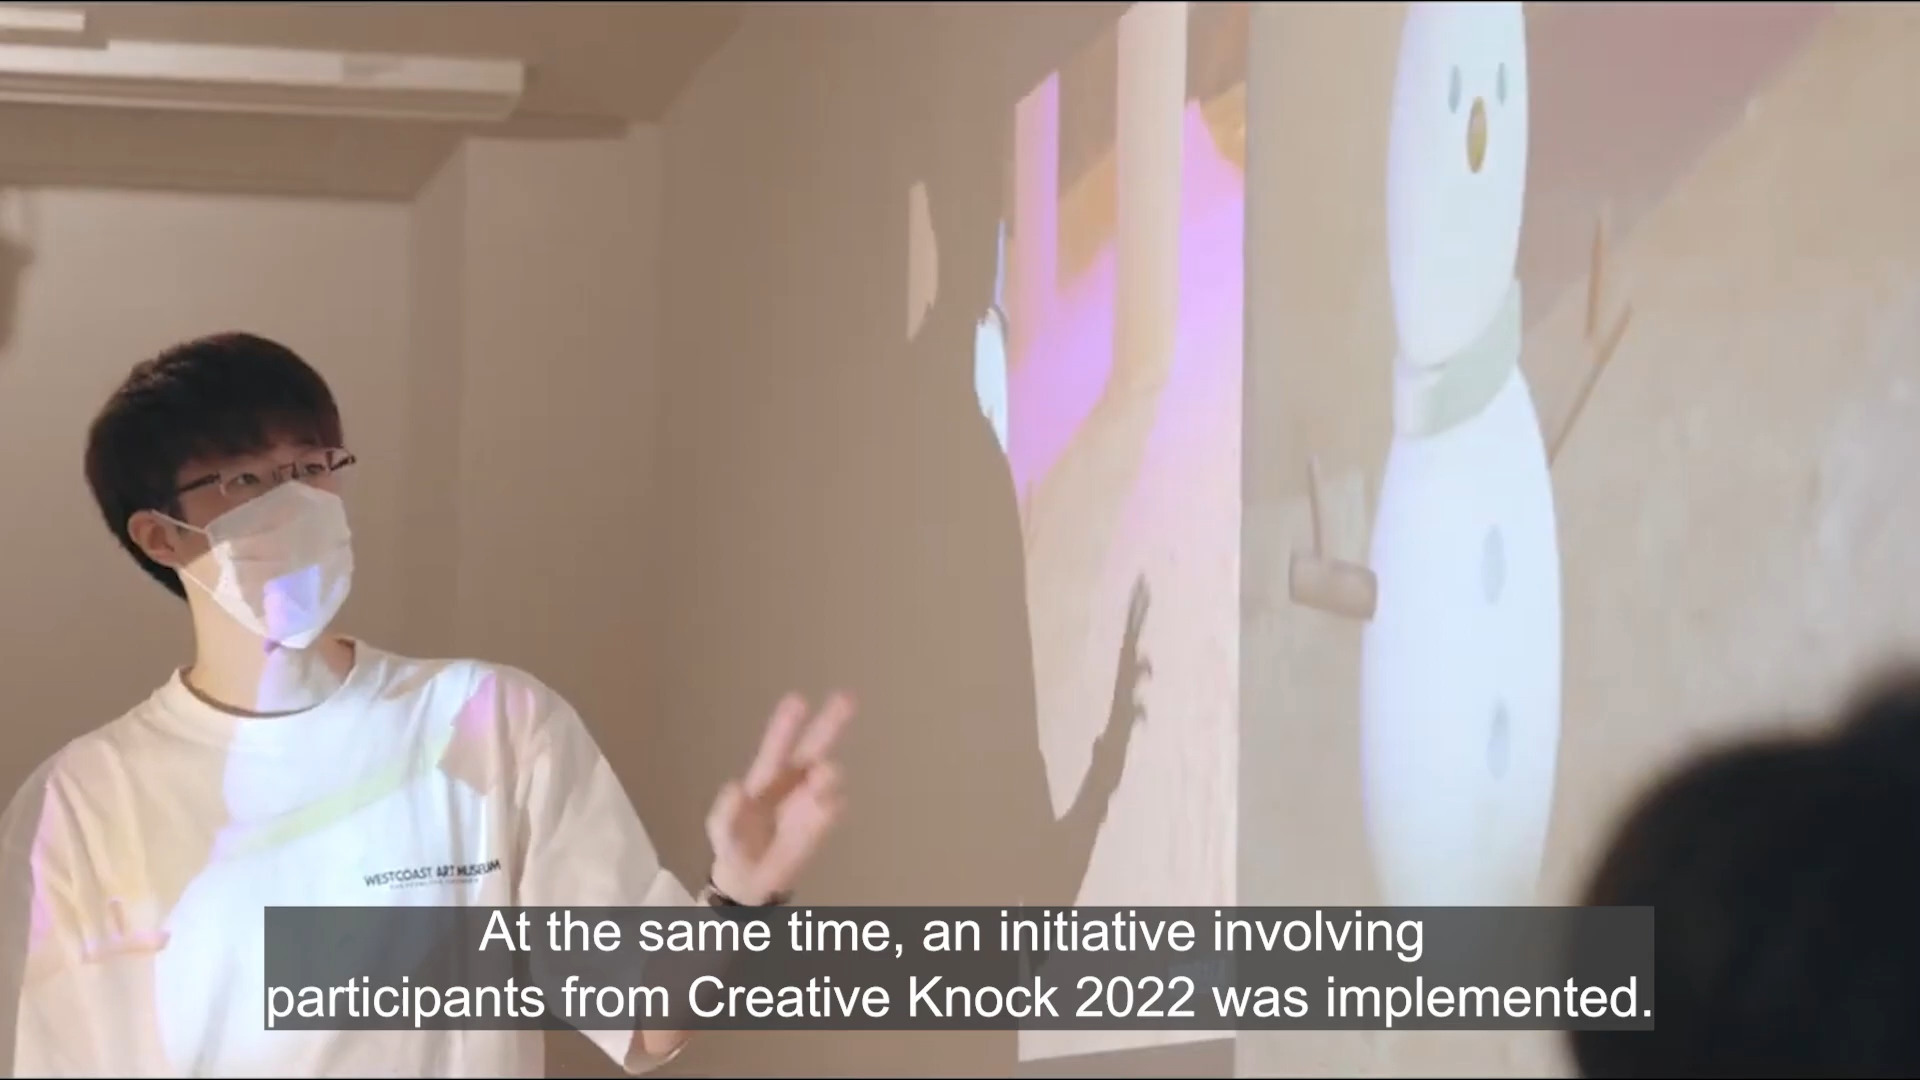 WESTCOAST ART MUSEUM
At the same time, an initiative involving
participants from Creative Knock 2022 was implemented.